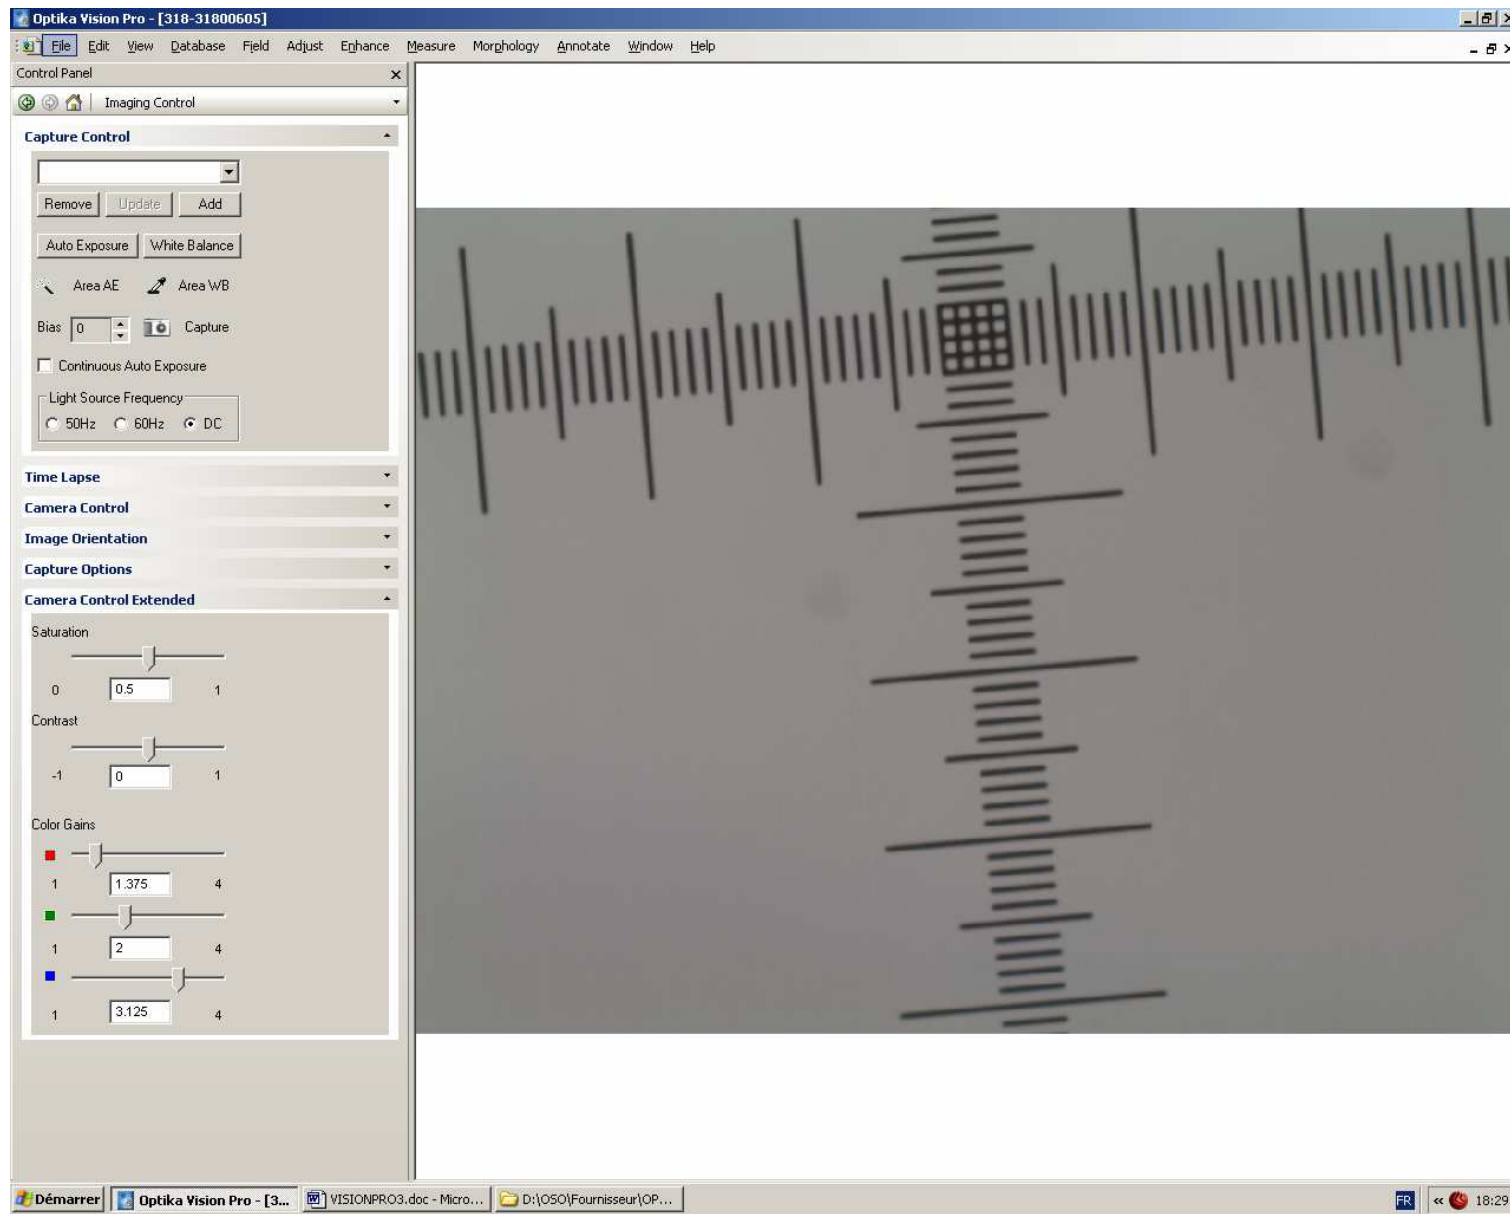 Optika Vision Pro - [318-31800605]
File Edit View Database Field Adjust Enhance Measure Morphology Annotate Window Help
Control Panel
Imaging Control
Capture Control
Remove Update Add
Auto Exposure White Balance
Area AE Area WB
Bias 0 Capture
Continuous Auto Exposure
Light Source Frequency
50Hz 60Hz DC
Time Lapse
Camera Control
Image Orientation
Capture Options
Camera Control Extended
Saturation
0 0.5 1
Contrast
-1 0 1
Color Gains
1 1.375 4
1 2 4
1 3.125 4
Démarrer Optika Vision Pro - [3... VISIONPRO3.doc - Micro... D:\OSO\Fournisseur\OP... FR « 18:29